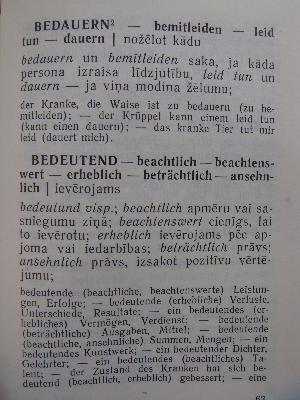 BEDAUERN² — bemitleiden — leid
tun — dauern | nožēlot kādu
bedauern un bemitleiden saka, ja kāda
persona izraisa līdzjūtību, leid tun un
dauern — ja viņa modina žēlumu;
der Kranke, die Waise ist zu bedauern (zu be-
mitleiden); — der Krüppel kann einem leid tun
(kann einen dauern); — das kranke Tier tut mir
leid (dauert mich).
BEDEUTEND — beachtlich — beachtens-
wert — erheblich — beträchtlich — ansehn-
lich | ievērojams
bedeutend visp.; beachtlich apmēru vai sa-
sniegumu ziņā; beachtenswert cienīgs, lai
to ievērotu; erheblich ievērojams pēc ap-
joma vai iedarbības; beträchtlich prāvs;
ansehnlich prāvs, izsakot pozitīvu vērtē-
jumu;
bedeutende (beachtliche, beachtenswerte) Leistun-
gen, Erfolge; — bedeutende (erhebliche) Verluste,
Unterschiede, Resultate; — ein bedeutendes (er-
hebliches) Vermögen, Verdienst; — bedeutende
(beträchtliche) Ausgaben, Mittel; — bedeutende
(beachtliche, ansehnliche) Summen, Mengen; — ein
bedeutendes Kunstwerk; — ein bedeutender Dichter,
Gelehrter; — ein bedeutendes (beachtliches) Ta-
lent; — der Zustand des Kranken hat sich be-
deutend (beachtlich, erheblich) gebessert; — eine
63